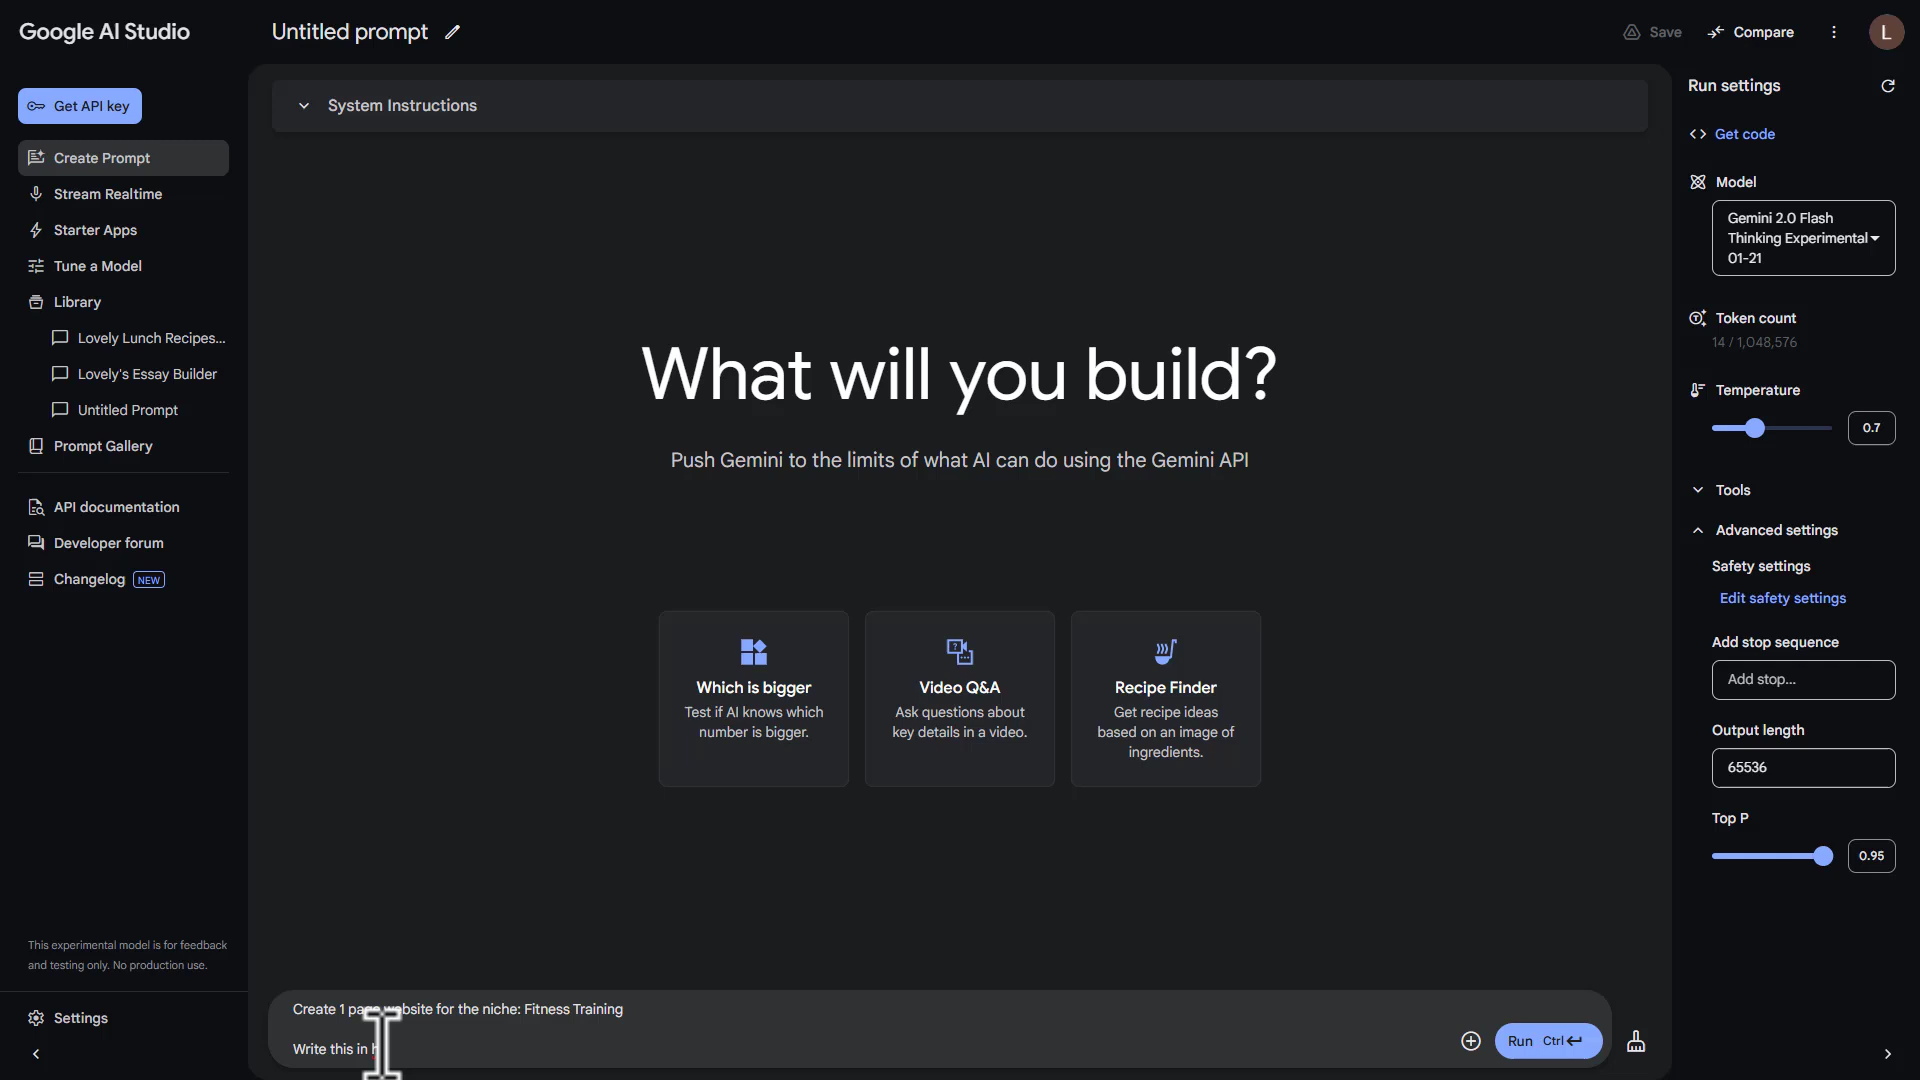 Google AI Studio
Untitled prompt
Save
Compare
L
Get API key
Create Prompt
Stream Realtime
Starter Apps
Tune a Model
Library
Lovely Lunch Recipes...
Lovely's Essay Builder
Untitled Prompt
Prompt Gallery
API documentation
Developer forum
Changelog NEW
This experimental model is for feedback
and testing only. No production use.
Settings
System Instructions
What will you build?
Push Gemini to the limits of what AI can do using the Gemini API
Which is bigger
Test if AI knows which
number is bigger.
Video Q&A
Ask questions about
key details in a video.
Recipe Finder
Get recipe ideas
based on an image of
ingredients.
Create 1 page website for the niche: Fitness Training
Write this in h
Run Ctrl
Run settings
Get code
Model
Gemini 2.0 Flash
Thinking Experimental
01-21
Token count
14 / 1,048,576
Temperature
0.7
Tools
Advanced settings
Safety settings
Edit safety settings
Add stop sequence
Add stop...
Output length
65536
Top P
0.95